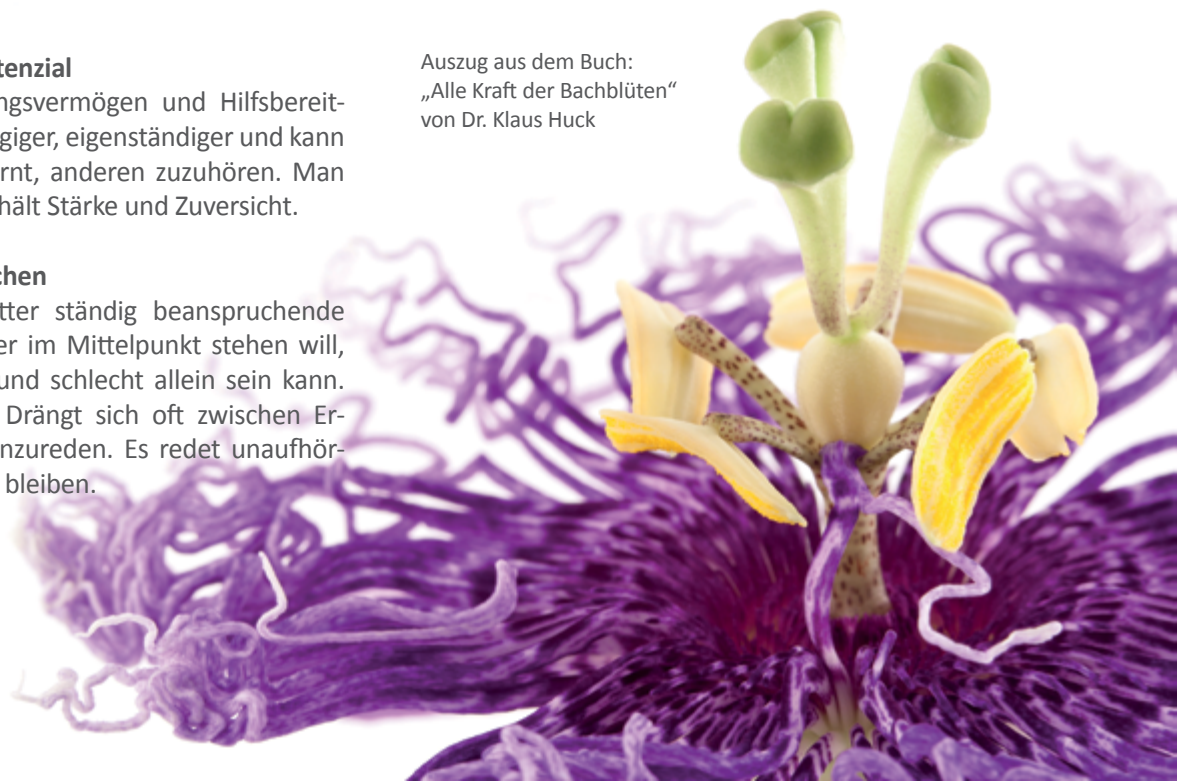 tenzial
ngsvermögen und Hilfsbereit-
giger, eigenständiger und kann
rnt, anderen zuzuhören. Man
hält Stärke und Zuversicht.
chen
tter ständig beanspruchende
er im Mittelpunkt stehen will,
und schlecht allein sein kann.
Drängt sich oft zwischen Er-
nzureden. Es redet unaufhör-
bleiben.
Auszug aus dem Buch:
„Alle Kraft der Bachblüten“
von Dr. Klaus Huck